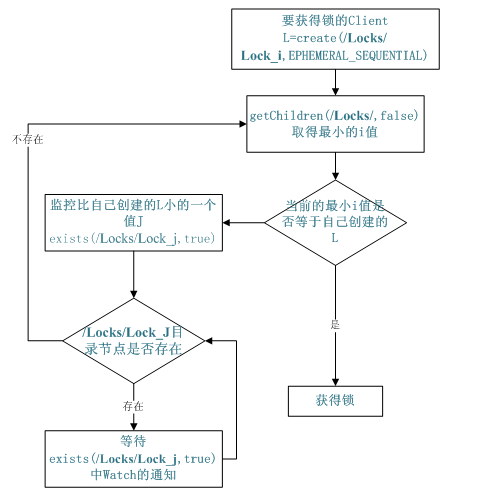 要获得锁的Client
L=create(/Locks/
Lock_i,EPHEMERAL_SEQUENTIAL)
getChildren(/Locks/,false)
取得最小的i值
不存在
当前的最小i值是
否等于自己创建的
L
监控比自己创建的L小的一个
值J
exists(/Locks/Lock_j,true)
是
/Locks/Lock_J目
录节点是否存在
存在
获得锁
等待
exists(/Locks/Lock_j,true)
中Watch的通知